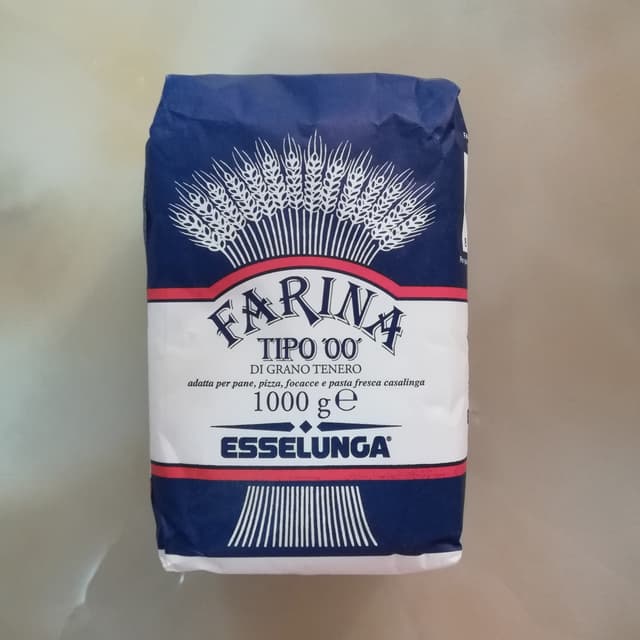 FARINA
TIPO "00"
DI GRANO TENERO
adatta per pane, pizza, focacce e pasta fresca casalinga
1000 g ℮
ESSELUNGA®